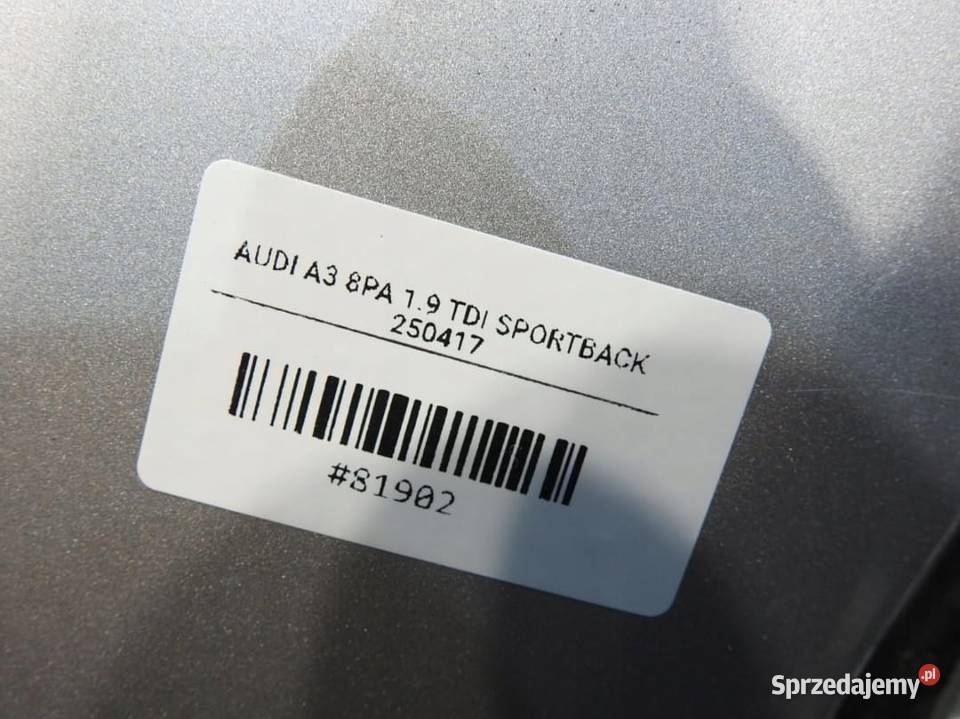 AUDI A3 8PA 1.9 TDI SPORTBACK
250417
#81902
Sprzedajemy.pl